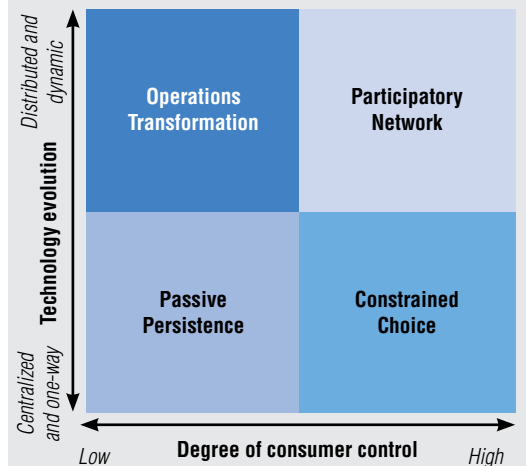 Distributed and
dynamic
Operations
Transformation
Participatory
Network
Technology evolution
Passive
Persistence
Constrained
Choice
Centralized
and one-way
Low
Degree of consumer control
High